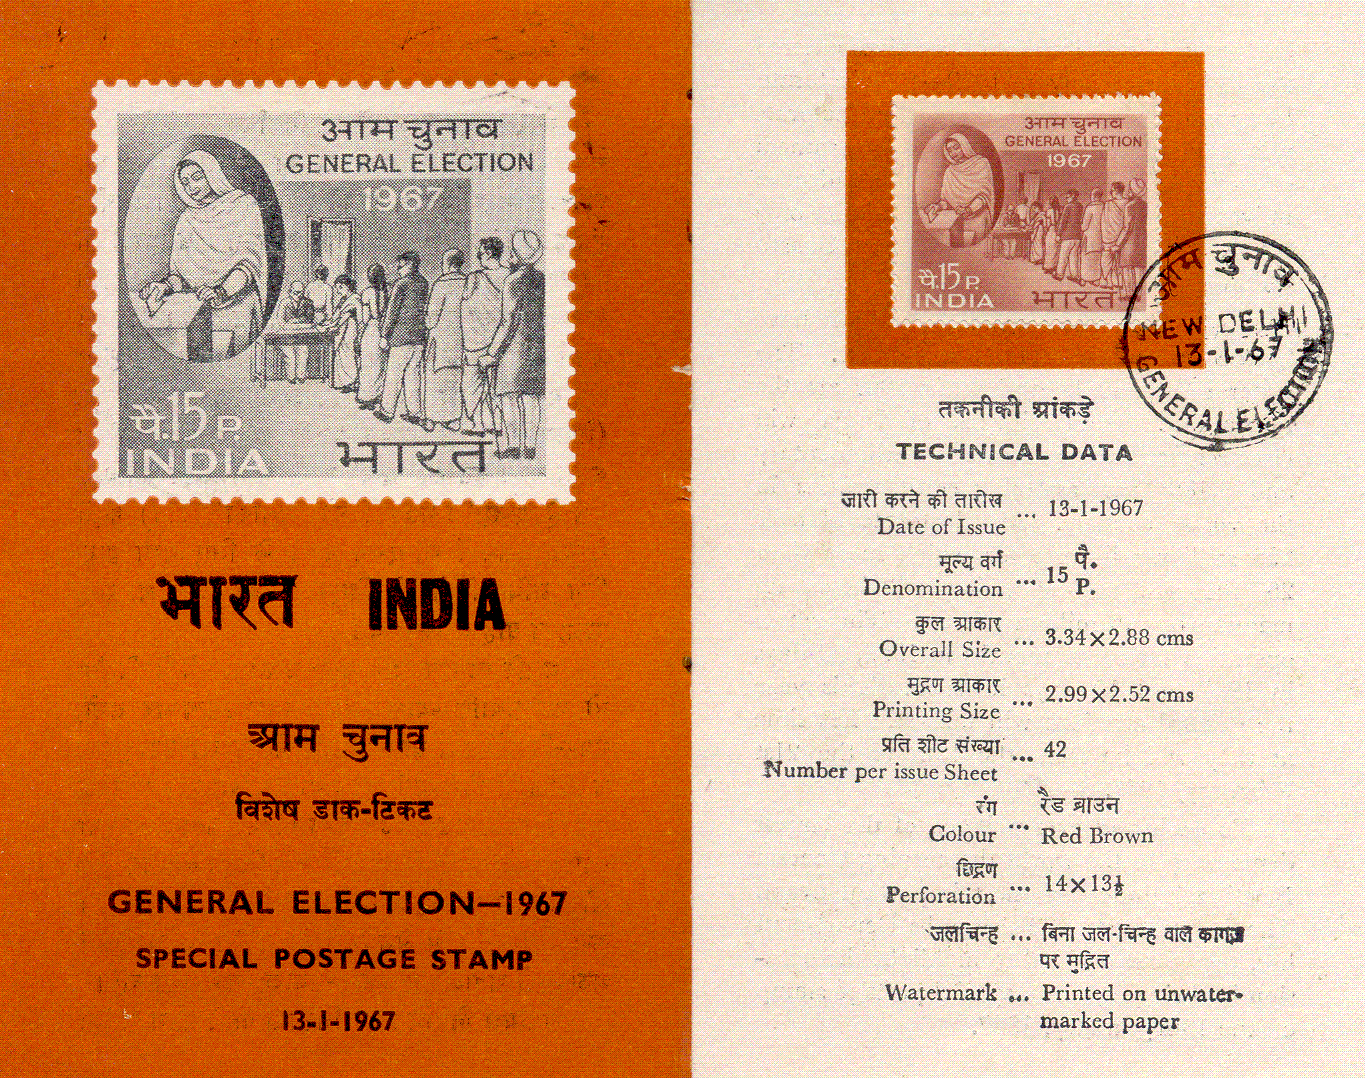 आम चुनाव
GENERAL ELECTION
1967
पै.15 P.
INDIA
भारत
भारत INDIA
आम चुनाव
विशेष डाक-टिकट
GENERAL ELECTION—1967
SPECIAL POSTAGE STAMP
13-1-1967
आम चुनाव
GENERAL ELECTION
1967
पै.15 P.
INDIA
भारत
आम चुनाव
NEW DELHI
13-1-67
GENERAL ELECTION
तकनीकी आंकड़े
TECHNICAL DATA
जारी करने की तारीख
Date of Issue ... 13-1-1967
मूल्य वर्ग
Denomination ... 15 पै. P.
कुल आकार
Overall Size ... 3.34×2.88 cms
मुद्रण आकार
Printing Size ... 2.99×2.52 cms
प्रति शीट संख्या
Number per issue Sheet ... 42
रंग ... रैड ब्राउन
Colour Red Brown
छिद्रण
Perforation ... 14×13½
जलचिन्ह ... बिना जल-चिन्ह वाले कागज़
पर मुद्रित
Watermark ... Printed on unwater-
marked paper